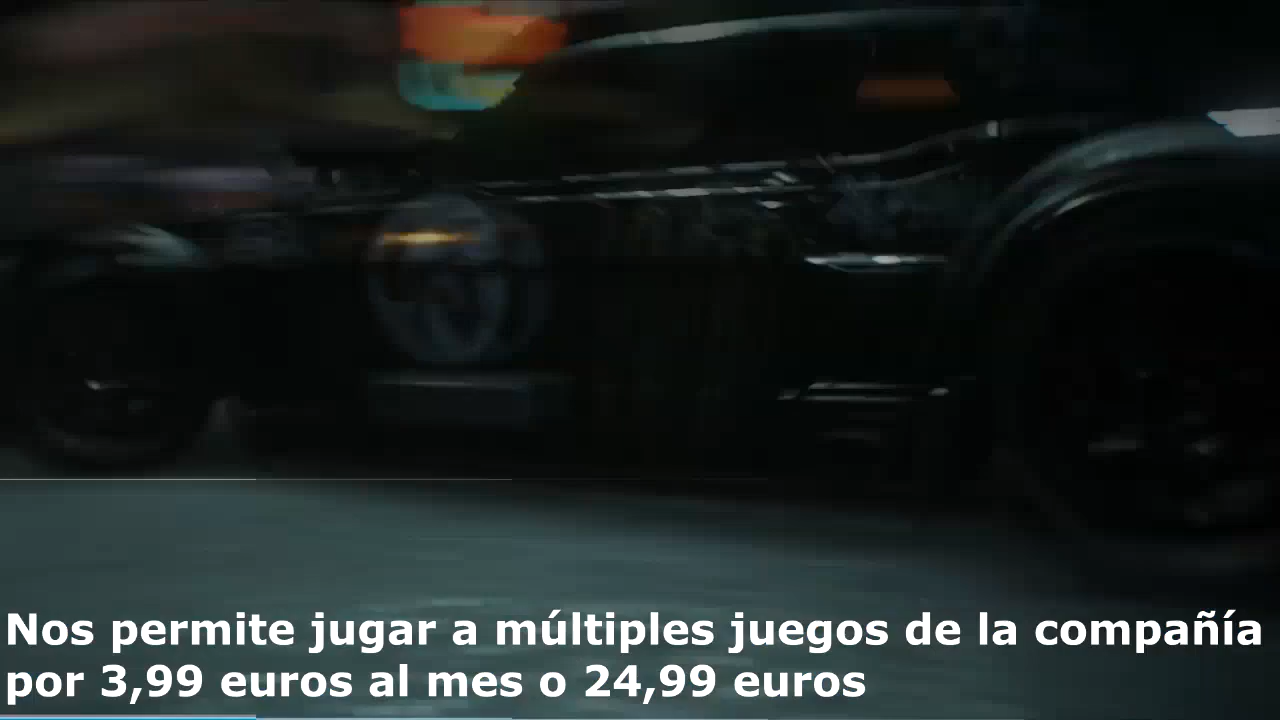 Nos permite jugar a múltiples juegos de la compañía
por 3,99 euros al mes o 24,99 euros